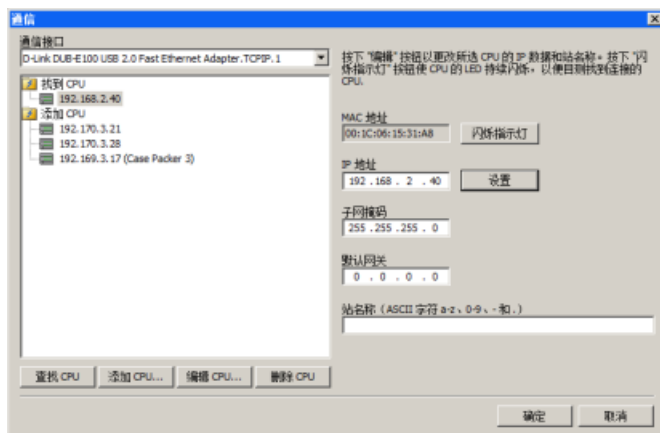 通信
通信接口
D-Link DUB-E100 USB 2.0 Fast Ethernet Adapter.TCPIP.1
找到 CPU
192.168.2.40
添加 CPU
192.170.3.21
192.170.3.28
192.169.3.17 (Case Packer 3)
查找 CPU
添加 CPU...
编辑 CPU...
删除 CPU
按下 "编辑" 按钮以更改所选 CPU 的 IP 数据和站名称。按下 "闪
烁指示灯" 按钮使 CPU 的 LED 持续闪烁，以便目测找到连接的
CPU.
MAC 地址
00:1C:06:15:31:A8
闪烁指示灯
IP 地址
192 .168 . 2 . 40
设置
子网掩码
255 .255 .255 . 0
默认网关
0 . 0 . 0 . 0
站名称 (ASCII 字符 a-z、0-9、- 和 .)
确定
取消